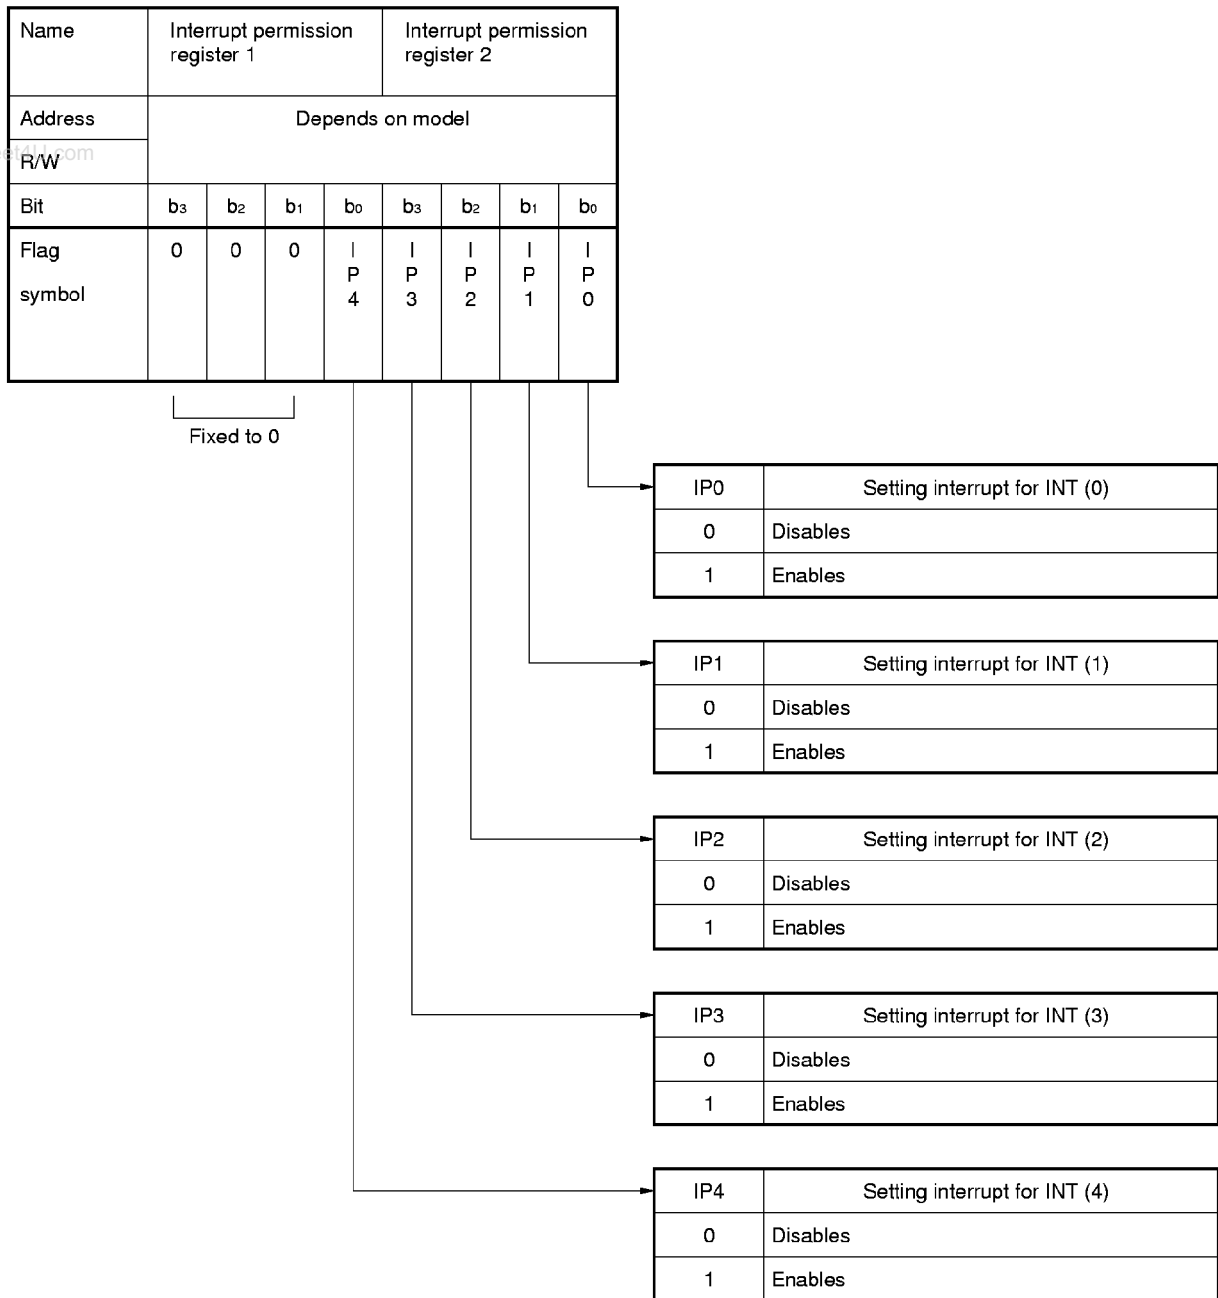 Name
Interrupt permission register 1
Interrupt permission register 2
Address
Depends on model
R/W
Bit
b3 b2 b1 b0 b3 b2 b1 b0
Flag symbol
0 0 0 IP4 IP3 IP2 IP1 IP0
Fixed to 0
IP0 Setting interrupt for INT (0)
0 Disables
1 Enables
IP1 Setting interrupt for INT (1)
0 Disables
1 Enables
IP2 Setting interrupt for INT (2)
0 Disables
1 Enables
IP3 Setting interrupt for INT (3)
0 Disables
1 Enables
IP4 Setting interrupt for INT (4)
0 Disables
1 Enables